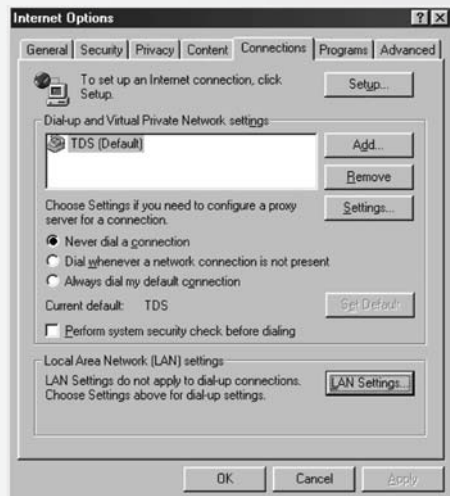 Internet Options
General Security Privacy Content Connections Programs Advanced
To set up an Internet connection, click
Setup.
Setup...
Dial-up and Virtual Private Network settings
TDS (Default)
Add...
Remove
Choose Settings if you need to configure a proxy
server for a connection.
Settings...
Never dial a connection
Dial whenever a network connection is not present
Always dial my default connection
Current default: TDS
Set Default
Perform system security check before dialing
Local Area Network (LAN) settings
LAN Settings do not apply to dial-up connections.
Choose Settings above for dial-up settings.
LAN Settings...
OK Cancel Apply